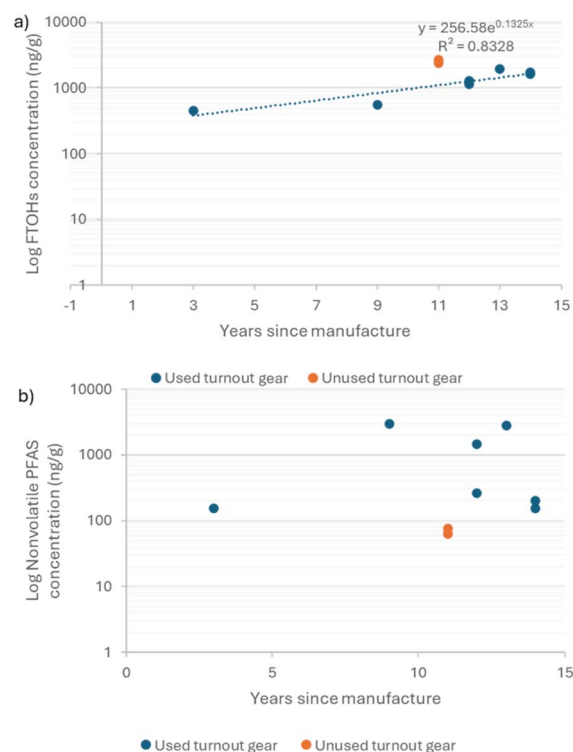 a)
y = 256.58e^0.1325x
R² = 0.8328
Log FTOHs concentration (ng/g)
10000
1000
100
10
1
-1 1 3 5 7 9 11 13 15
Years since manufacture
Used turnout gear Unused turnout gear
b)
Log Nonvolatile PFAS
concentration (ng/g)
10000
1000
100
10
1
0 5 10 15
Years since manufacture
Used turnout gear Unused turnout gear